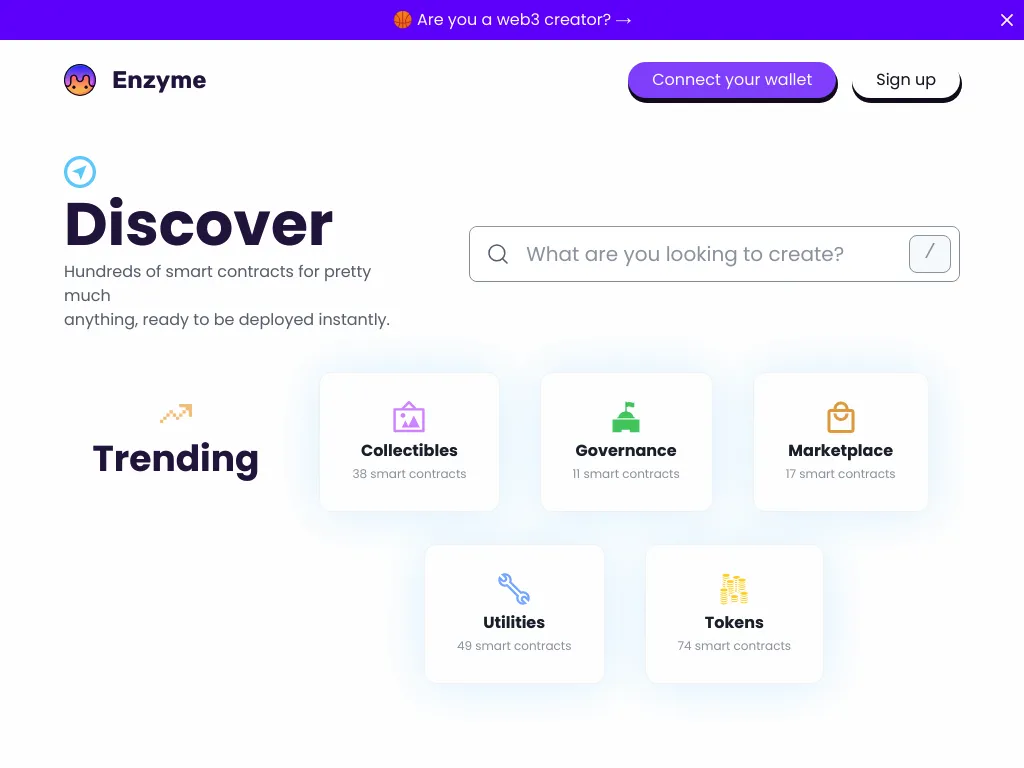 🏀 Are you a web3 creator? →
Enzyme
Connect your wallet
Sign up
Discover
Hundreds of smart contracts for pretty
much
anything, ready to be deployed instantly.
What are you looking to create?
/
Trending
Collectibles
38 smart contracts
Governance
11 smart contracts
Marketplace
17 smart contracts
Utilities
49 smart contracts
Tokens
74 smart contracts